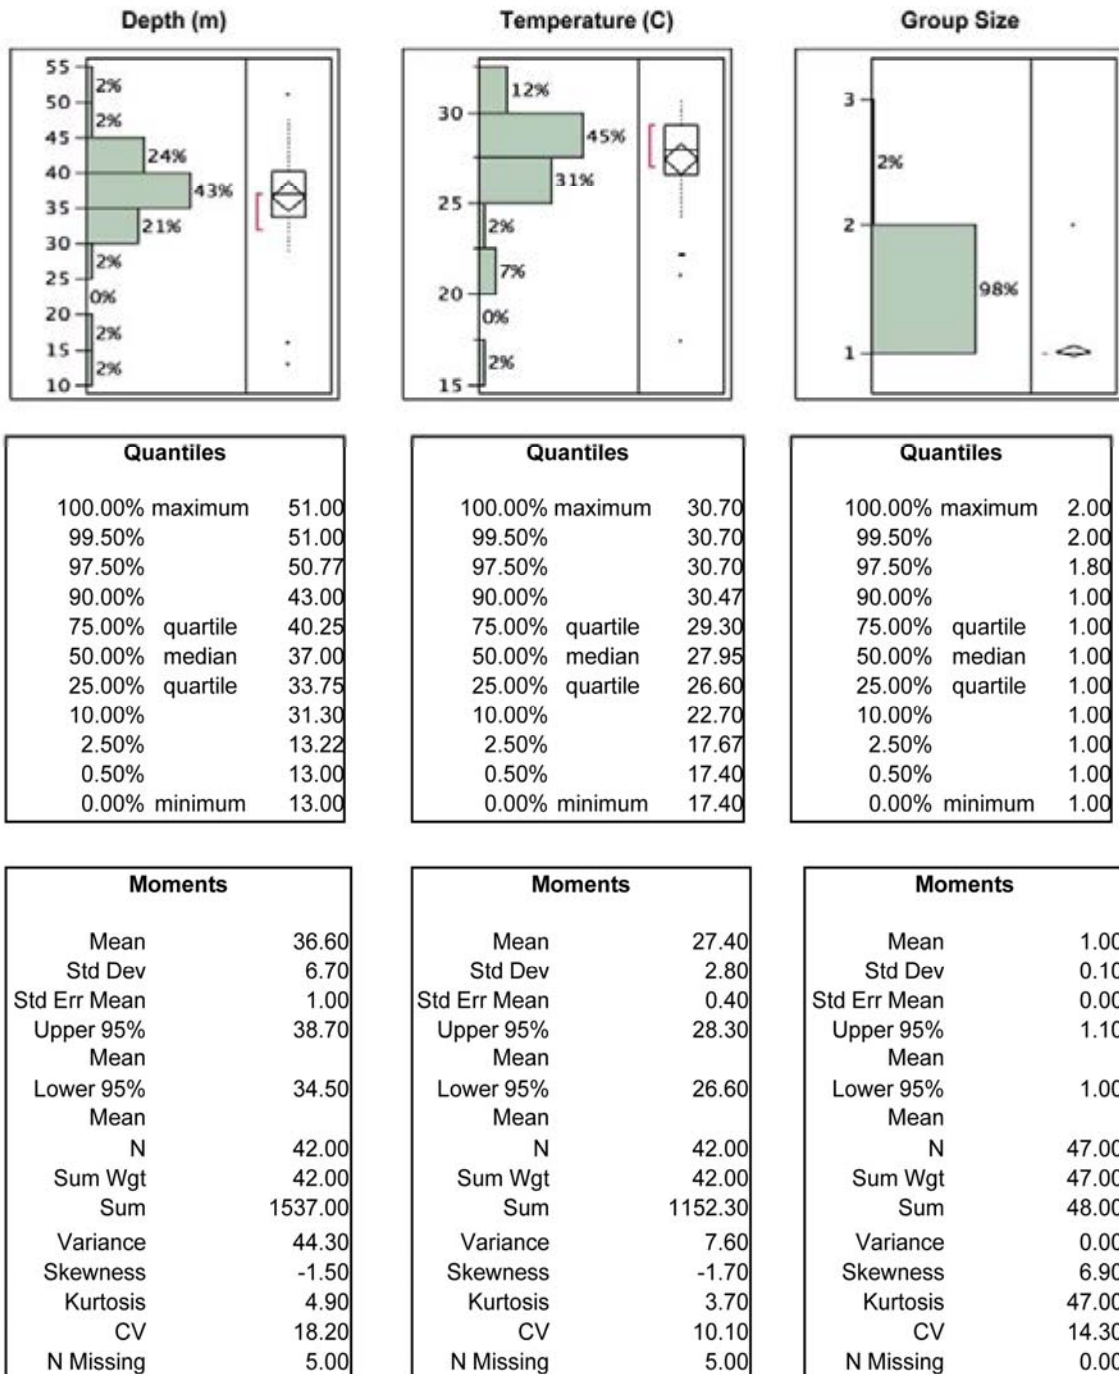 Depth (m)
55
50
45
40
35
30
25
20
15
10
2%
2%
24%
43%
21%
2%
0%
2%
2%
Temperature (C)
30
25
20
15
12%
45%
31%
2%
7%
0%
2%
Group Size
3
2
1
2%
98%
Quantiles
100.00% maximum 51.00
99.50% 51.00
97.50% 50.77
90.00% 43.00
75.00% quartile 40.25
50.00% median 37.00
25.00% quartile 33.75
10.00% 31.30
2.50% 13.22
0.50% 13.00
0.00% minimum 13.00
Quantiles
100.00% maximum 30.70
99.50% 30.70
97.50% 30.70
90.00% 30.47
75.00% quartile 29.30
50.00% median 27.95
25.00% quartile 26.60
10.00% 22.70
2.50% 17.67
0.50% 17.40
0.00% minimum 17.40
Quantiles
100.00% maximum 2.00
99.50% 2.00
97.50% 1.80
90.00% 1.00
75.00% quartile 1.00
50.00% median 1.00
25.00% quartile 1.00
10.00% 1.00
2.50% 1.00
0.50% 1.00
0.00% minimum 1.00
Moments
Mean 36.60
Std Dev 6.70
Std Err Mean 1.00
Upper 95% 38.70
Mean
Lower 95% 34.50
Mean
N 42.00
Sum Wgt 42.00
Sum 1537.00
Variance 44.30
Skewness -1.50
Kurtosis 4.90
CV 18.20
N Missing 5.00
Moments
Mean 27.40
Std Dev 2.80
Std Err Mean 0.40
Upper 95% 28.30
Mean
Lower 95% 26.60
Mean
N 42.00
Sum Wgt 42.00
Sum 1152.30
Variance 7.60
Skewness -1.70
Kurtosis 3.70
CV 10.10
N Missing 5.00
Moments
Mean 1.00
Std Dev 0.10
Std Err Mean 0.00
Upper 95% 1.10
Mean
Lower 95% 1.00
Mean
N 47.00
Sum Wgt 47.00
Sum 48.00
Variance 0.00
Skewness 6.90
Kurtosis 47.00
CV 14.30
N Missing 0.00